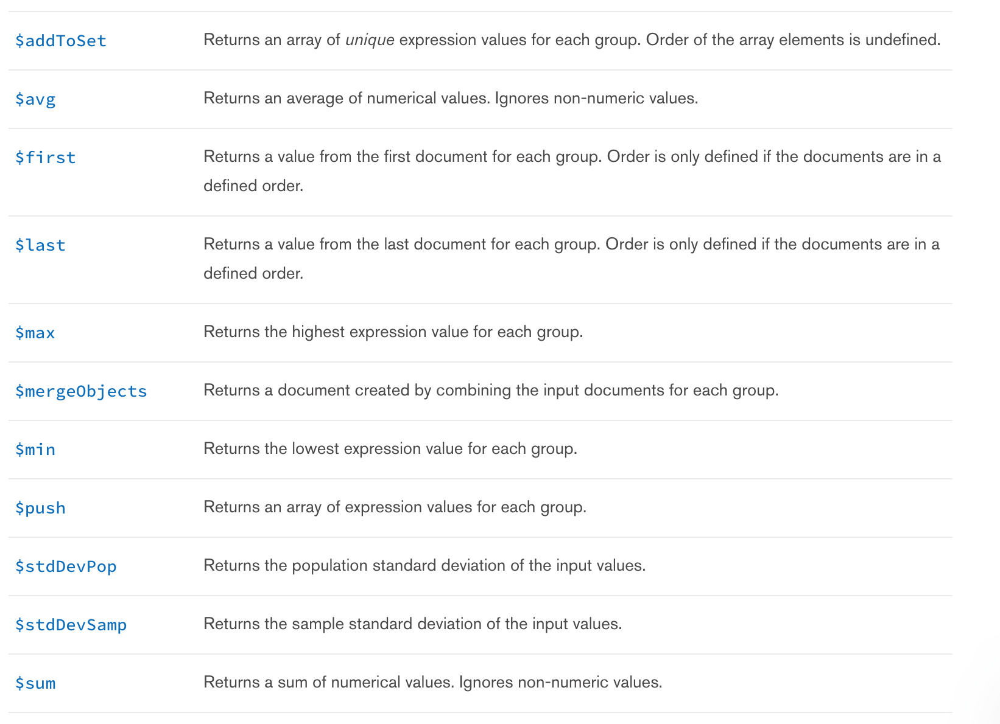 $addToSet Returns an array of unique expression values for each group. Order of the array elements is undefined.
$avg Returns an average of numerical values. Ignores non-numeric values.
$first Returns a value from the first document for each group. Order is only defined if the documents are in a
defined order.
$last Returns a value from the last document for each group. Order is only defined if the documents are in a
defined order.
$max Returns the highest expression value for each group.
$mergeObjects Returns a document created by combining the input documents for each group.
$min Returns the lowest expression value for each group.
$push Returns an array of expression values for each group.
$stdDevPop Returns the population standard deviation of the input values.
$stdDevSamp Returns the sample standard deviation of the input values.
$sum Returns a sum of numerical values. Ignores non-numeric values.